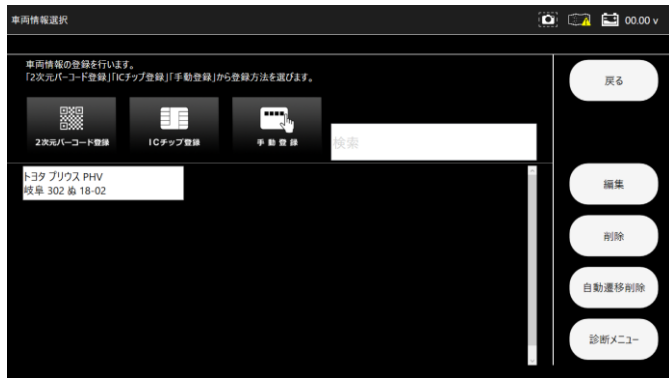 車両情報選択
00.00 v
車両情報の登録を行います。
「2次元バーコード登録」「ICチップ登録」「手動登録」から登録方法を選びます。
戻る
2次元バーコード登録
ICチップ登録
手動登録
検索
トヨタ プリウス PHV
岐阜 302 ぬ 18-02
編集
削除
自動遷移削除
診断メニュー